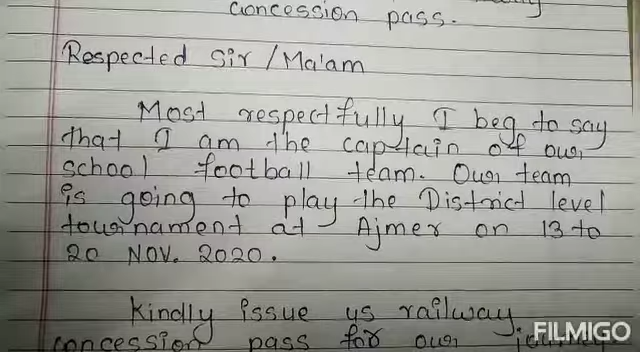 concession pass.
Respected Sir/Ma'am
Most respectfully I beg to say
that I am the captain of our
school football team. Our team
is going to play the District level
tournament at Ajmer on 13 to
20 NOV. 2020.
Kindly issue us railway
concession pass for our journey
FILMIGO